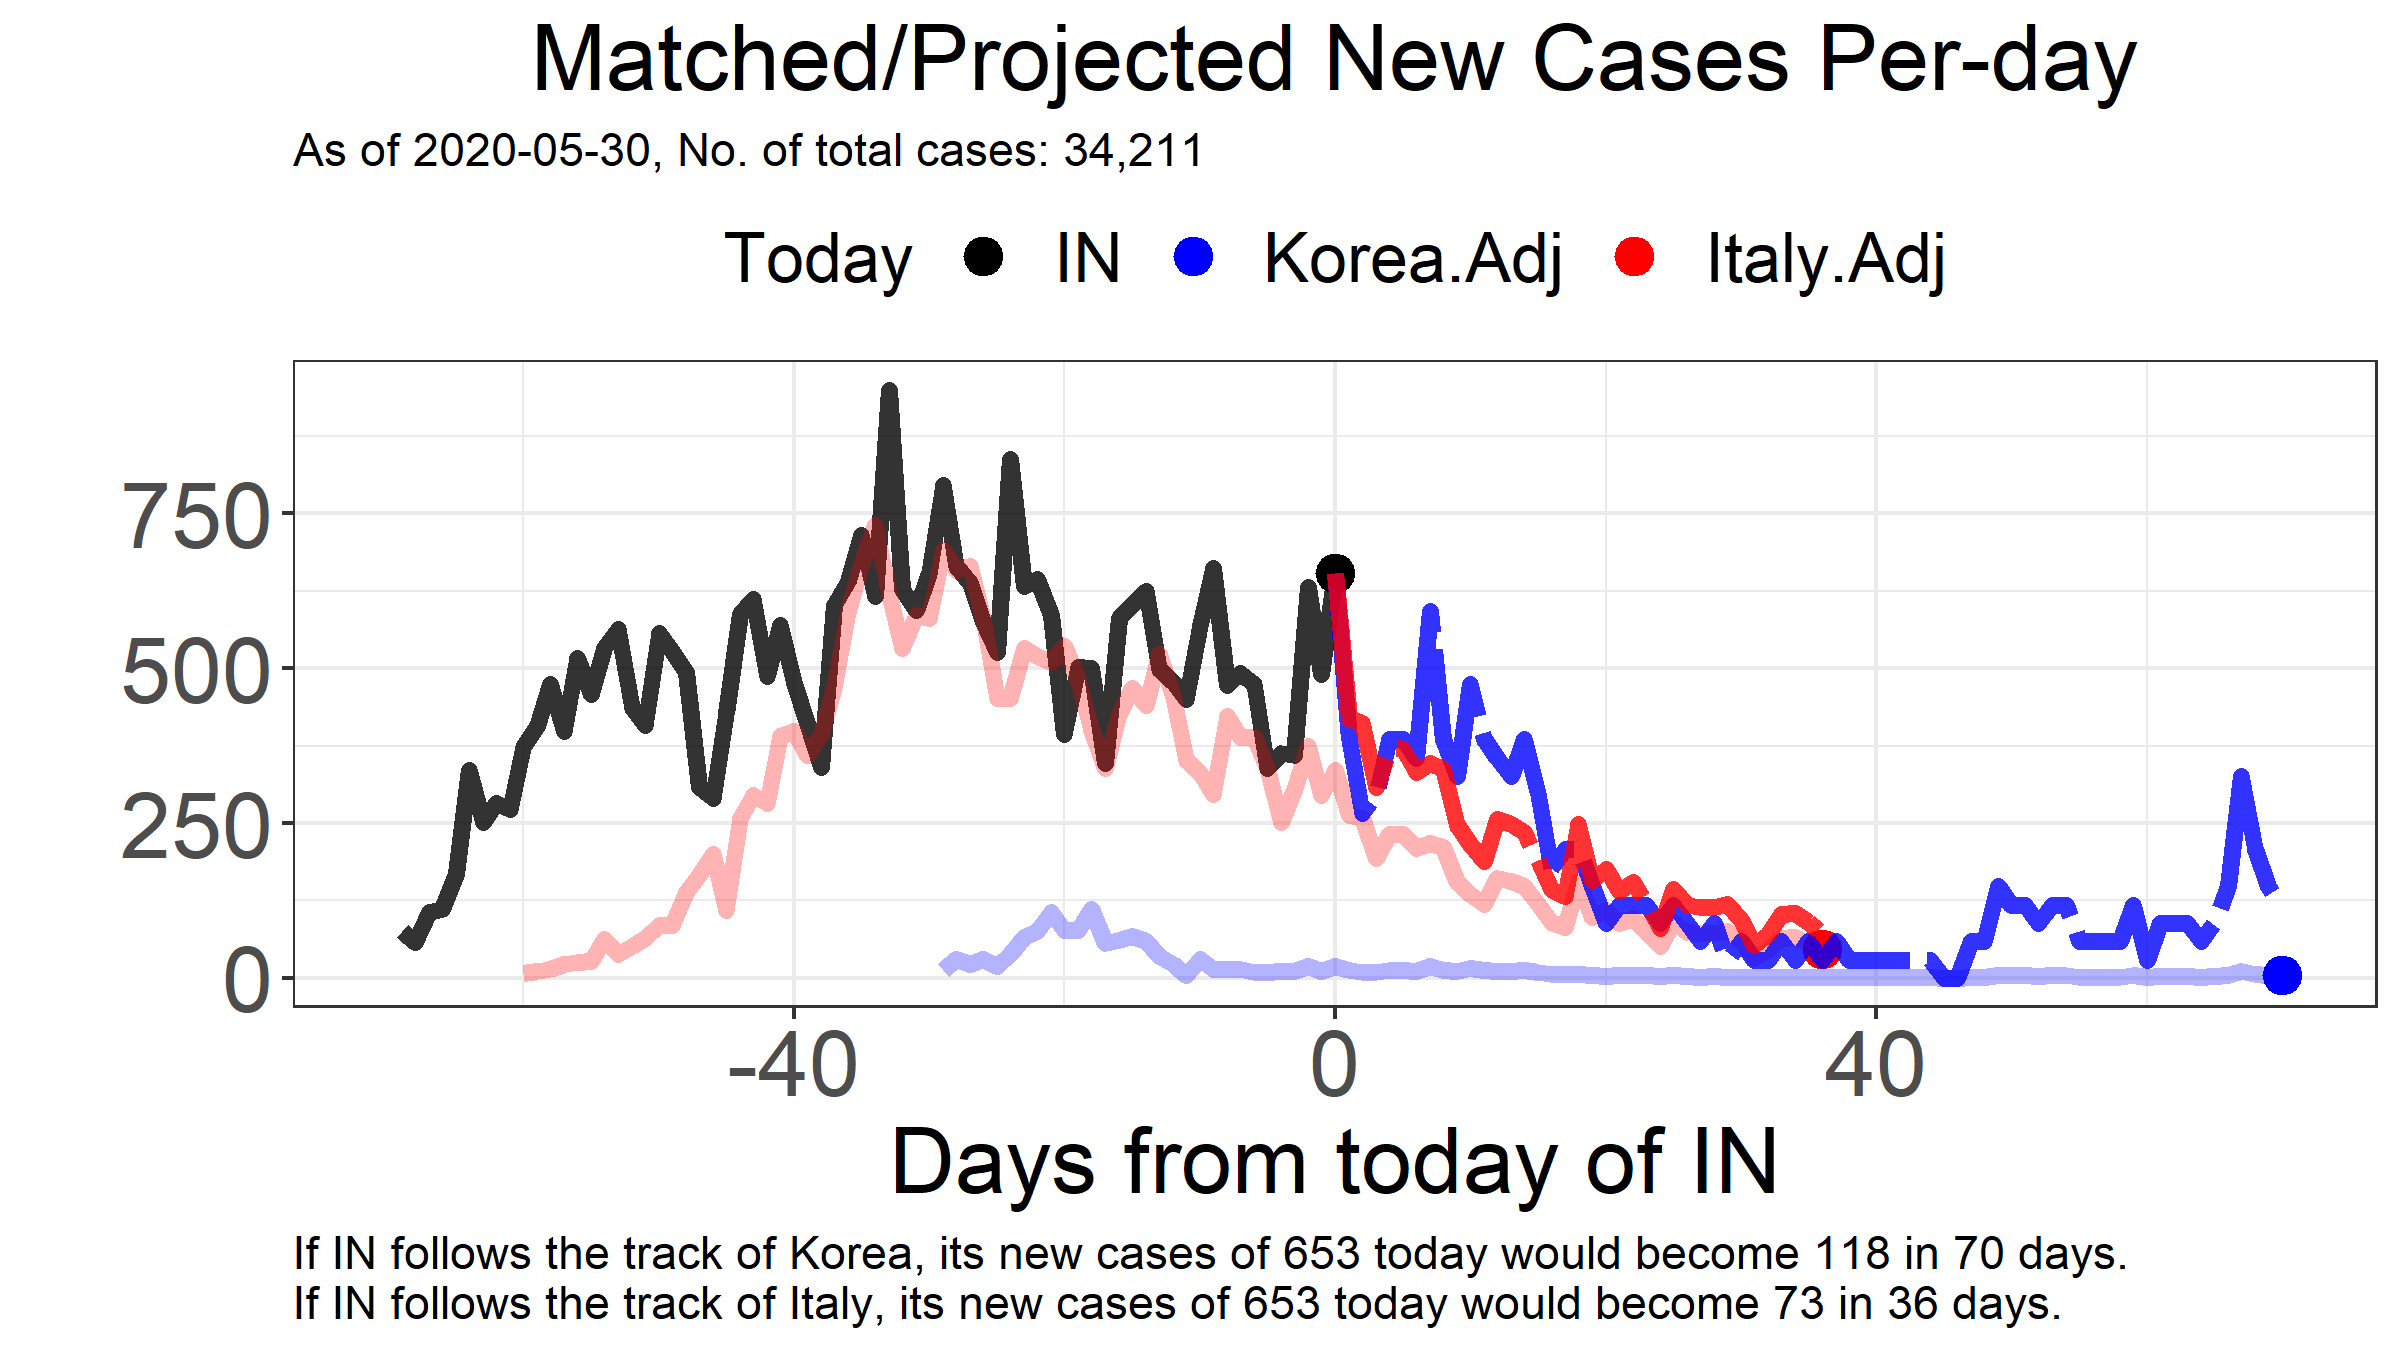 Matched/Projected New Cases Per-day
As of 2020-05-30, No. of total cases: 34,211
Today IN Korea.Adj Italy.Adj
750
500
250
0
-40 0 40
Days from today of IN
If IN follows the track of Korea, its new cases of 653 today would become 118 in 70 days.
If IN follows the track of Italy, its new cases of 653 today would become 73 in 36 days.